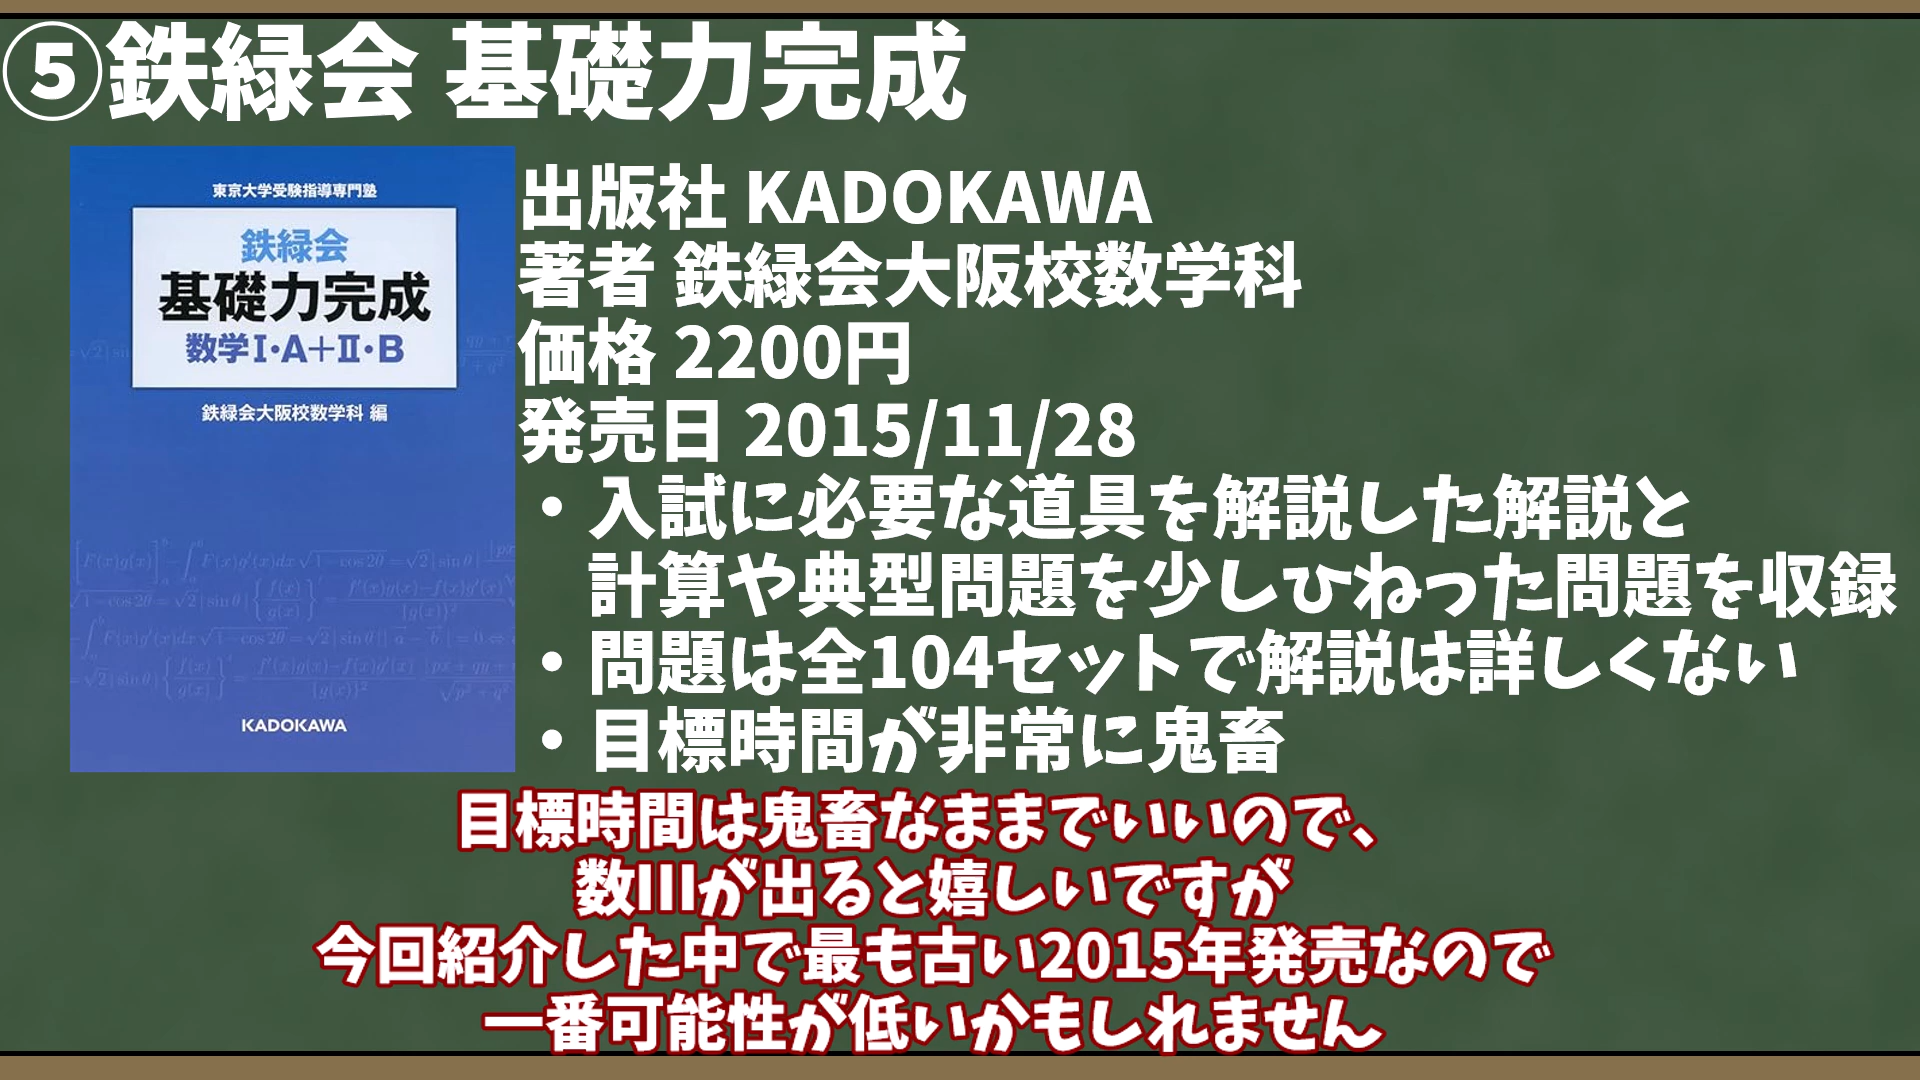 ⑤鉄緑会 基礎力完成
東京大学受験指導専門塾
鉄緑会
基礎力完成
数学I・A+II・B
鉄緑会大阪校数学科 編
KADOKAWA
出版社 KADOKAWA
著者 鉄緑会大阪校数学科
価格 2200円
発売日 2015/11/28
・入試に必要な道具を解説した解説と
計算や典型問題を少しひねった問題を収録
・問題は全104セットで解説は詳しくない
・目標時間が非常に鬼畜
目標時間は鬼畜なままでいいので、
数IIIが出ると嬉しいですが
今回紹介した中で最も古い2015年発売なので
一番可能性が低いかもしれません